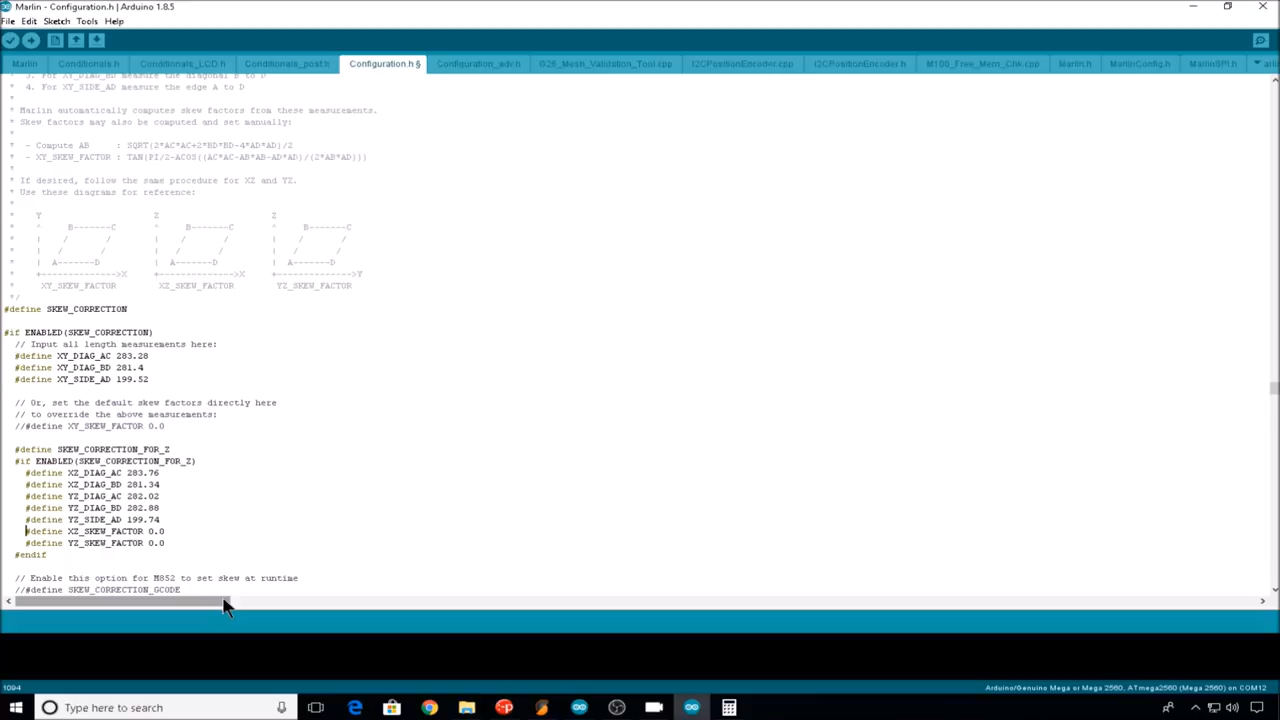 Marlin - Configuration.h | Arduino 1.8.5
File Edit Sketch Tools Help
Marlin Conditionals.h Conditionals_LCD.h Conditionals_post.h Configuration.h § Configuration_adv.h G26_Mesh_Validation_Tool.cpp I2CPositionEncoder.cpp I2CPositionEncoder.h M100_Free_Mem_Chk.cpp Marlin.h MarlinConfig.h MarlinSPI.h
* 3. For XY_DIAG_BD measure the diagonal B to D
* 4. For XY_SIDE_AD measure the edge A to D
*
* Marlin automatically computes skew factors from these measurements.
* Skew factors may also be computed and set manually:
*
* - Compute AB : SQRT(2*AC*AC+2*BD*BD-4*AD*AD)/2
* - XY_SKEW_FACTOR : TAN(PI/2-ACOS((AC*AC-AB*AB-AD*AD)/(2*AB*AD)))
*
* If desired, follow the same procedure for XZ and YZ.
* Use these diagrams for reference:
*
* Y Z Z
* ^ B-------C ^ B-------C ^ B-------C
* | / / | / / | / /
* | / / | / / | / /
* | A-------D | A-------D | A-------D
* +-------------->X +-------------->X +-------------->Y
* XY_SKEW_FACTOR XZ_SKEW_FACTOR YZ_SKEW_FACTOR
*/
#define SKEW_CORRECTION
#if ENABLED(SKEW_CORRECTION)
// Input all length measurements here:
#define XY_DIAG_AC 283.28
#define XY_DIAG_BD 281.4
#define XY_SIDE_AD 199.52
// Or, set the default skew factors directly here
// to override the above measurements:
//#define XY_SKEW_FACTOR 0.0
#define SKEW_CORRECTION_FOR_Z
#if ENABLED(SKEW_CORRECTION_FOR_Z)
#define XZ_DIAG_AC 283.76
#define XZ_DIAG_BD 281.34
#define YZ_DIAG_AC 282.02
#define YZ_DIAG_BD 282.88
#define YZ_SIDE_AD 199.74
#define XZ_SKEW_FACTOR 0.0
#define YZ_SKEW_FACTOR 0.0
#endif
// Enable this option for M852 to set skew at runtime
//#define SKEW_CORRECTION_GCODE
1094 Arduino/Genuino Mega or Mega 2560, ATmega2560 (Mega 2560) on COM12
Type here to search